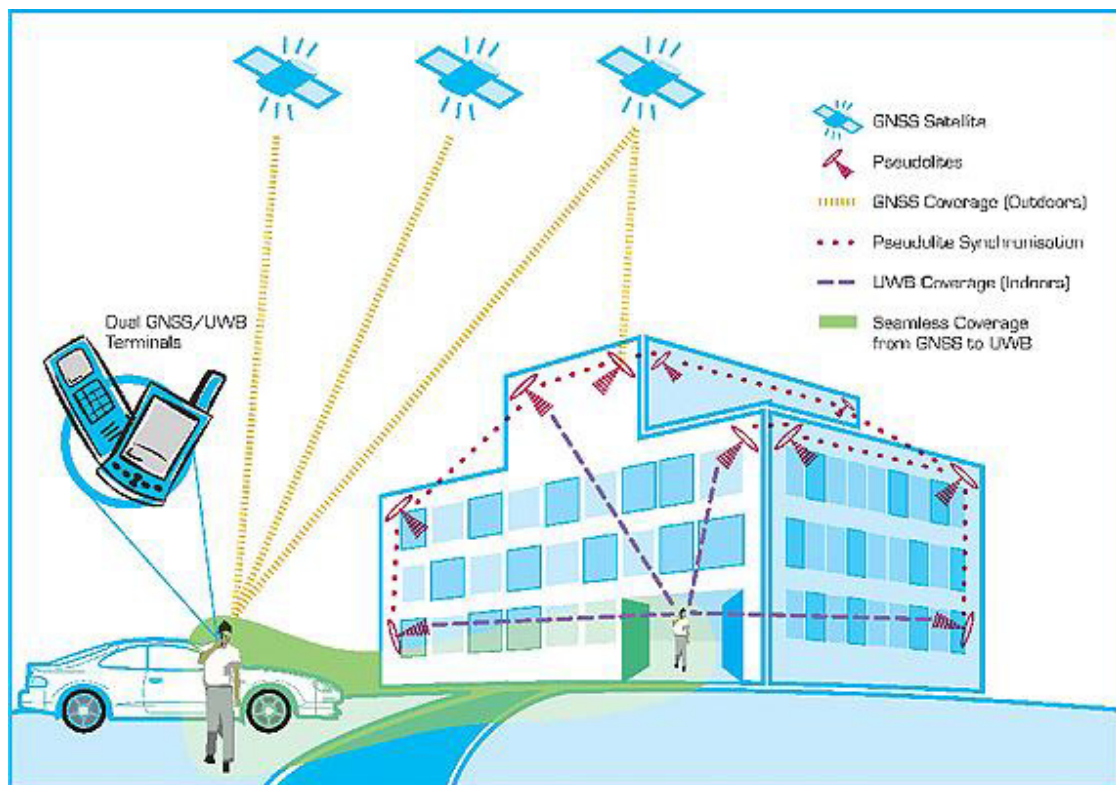 GNSS Satellite
Pseudolites
GNSS Coverage (Outdoors)
Pseudolite Synchronisation
UWB Coverage (Indoors)
Seamless Coverage
from GNSS to UWB
Dual GNSS/UWB
Terminals